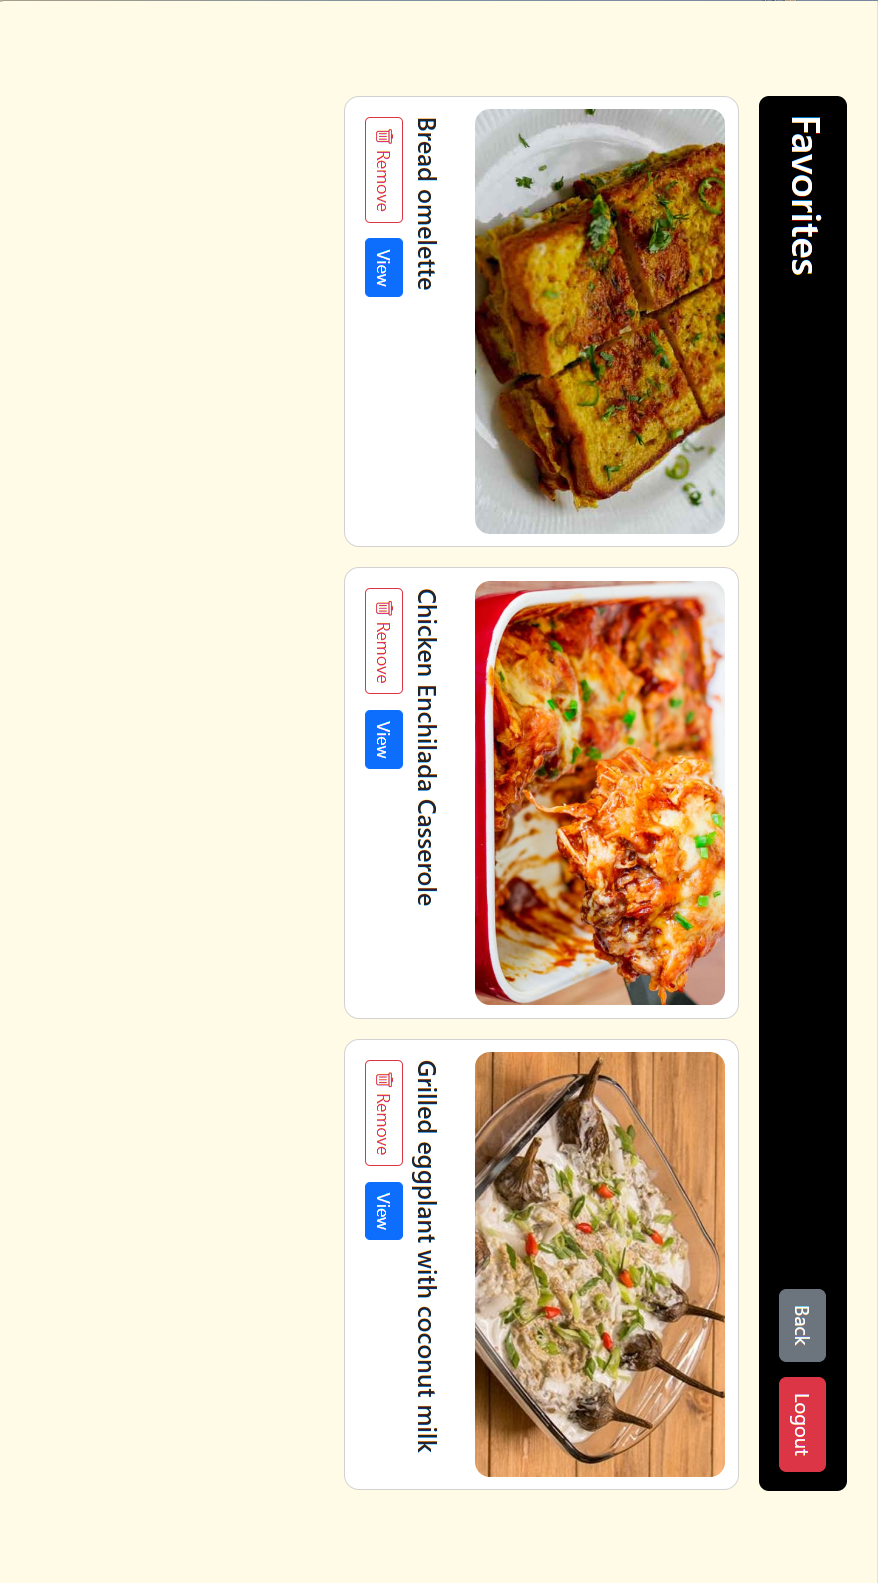 Favorites
Back
Logout
Bread omelette
Remove
View
Chicken Enchilada Casserole
Remove
View
Grilled eggplant with coconut milk
Remove
View